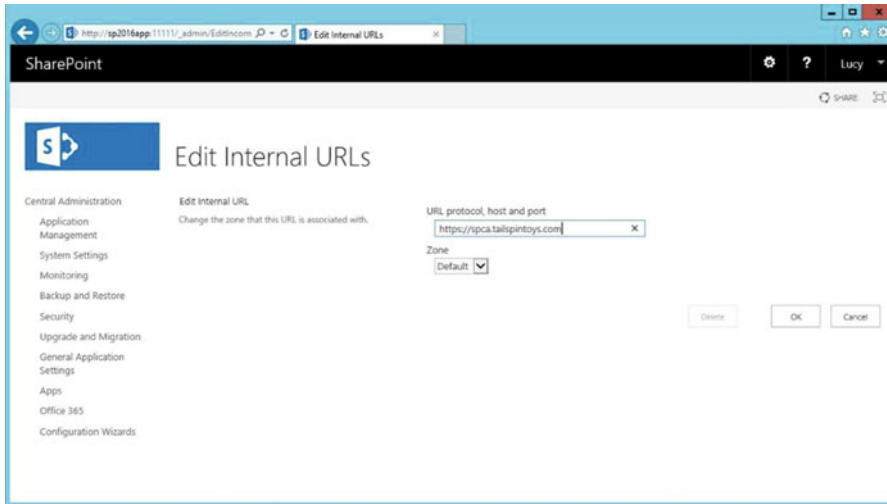 http://sp2016app:11111/_admin/EditIncom
Edit Internal URLs
SharePoint
? Lucy
SHARE
S
Edit Internal URLs
Central Administration
Application
Management
System Settings
Monitoring
Backup and Restore
Security
Upgrade and Migration
General Application
Settings
Apps
Office 365
Configuration Wizards
Edit Internal URL
Change the zone that this URL is associated with.
URL protocol, host and port
https://spca.tailspintoys.com
Zone
Default
Delete
OK
Cancel